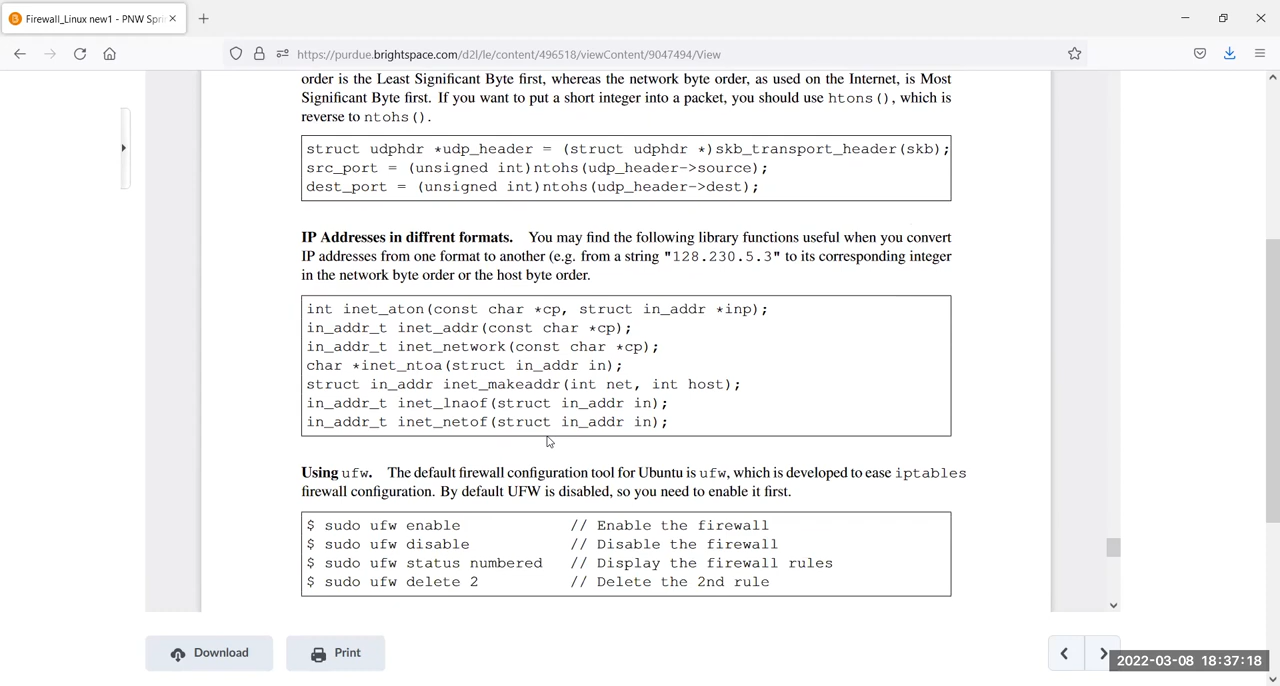 Firewall_Linux new1 - PNW Spri
https://purdue.brightspace.com/d2l/le/content/496518/viewContent/9047494/View
order is the Least Significant Byte first, whereas the network byte order, as used on the Internet, is Most
Significant Byte first. If you want to put a short integer into a packet, you should use htons(), which is
reverse to ntohs().
struct udphdr *udp_header = (struct udphdr *)skb_transport_header(skb);
src_port = (unsigned int)ntohs(udp_header->source);
dest_port = (unsigned int)ntohs(udp_header->dest);
IP Addresses in diffrent formats. You may find the following library functions useful when you convert
IP addresses from one format to another (e.g. from a string "128.230.5.3" to its corresponding integer
in the network byte order or the host byte order.
int inet_aton(const char *cp, struct in_addr *inp);
in_addr_t inet_addr(const char *cp);
in_addr_t inet_network(const char *cp);
char *inet_ntoa(struct in_addr in);
struct in_addr inet_makeaddr(int net, int host);
in_addr_t inet_lnaof(struct in_addr in);
in_addr_t inet_netof(struct in_addr in);
Using ufw. The default firewall configuration tool for Ubuntu is ufw, which is developed to ease iptables
firewall configuration. By default UFW is disabled, so you need to enable it first.
$ sudo ufw enable // Enable the firewall
$ sudo ufw disable // Disable the firewall
$ sudo ufw status numbered // Display the firewall rules
$ sudo ufw delete 2 // Delete the 2nd rule
Download
Print
2022-03-08 18:37:18